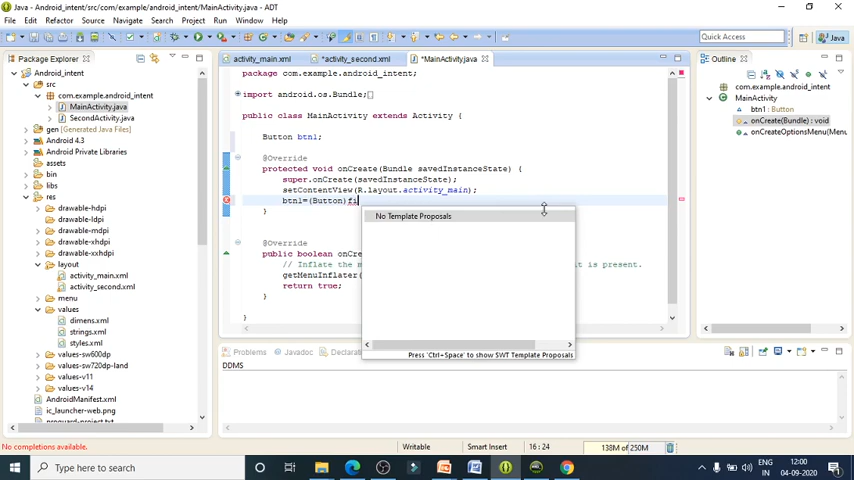 Java - Android_intent/src/com/example/android_intent/MainActivity.java - ADT
File Edit Refactor Source Navigate Search Project Run Window Help
Quick Access
Java
Package Explorer
Android_intent
src
com.example.android_intent
MainActivity.java
SecondActivity.java
gen [Generated Java Files]
Android 4.3
Android Private Libraries
assets
bin
libs
res
drawable-hdpi
drawable-ldpi
drawable-mdpi
drawable-xhdpi
drawable-xxhdpi
layout
activity_main.xml
activity_second.xml
menu
values
dimens.xml
strings.xml
styles.xml
values-sw600dp
values-sw720dp-land
values-v11
values-v14
AndroidManifest.xml
ic_launcher-web.png
proguard-project.txt
activity_main.xml
*activity_second.xml
*MainActivity.java
package com.example.android_intent;
import android.os.Bundle;
public class MainActivity extends Activity {
Button btn1;
@Override
protected void onCreate(Bundle savedInstanceState) {
super.onCreate(savedInstanceState);
setContentView(R.layout.activity_main);
btn1=(Button)fi
}
@Override
public boolean onCre
// Inflate the m
it is present.
getMenuInflater(
return true;
}
}
No Template Proposals
Press 'Ctrl+Space' to show SWT Template Proposals
Outline
com.example.android_intent
MainActivity
btn1 : Button
onCreate(Bundle) : void
onCreateOptionsMenu(Menu
Problems
Javadoc
Declarati
DDMS
No completions available.
Writable
Smart Insert
16 : 24
138M of 250M
Type here to search
ENG
IN
12:00
04-09-2020